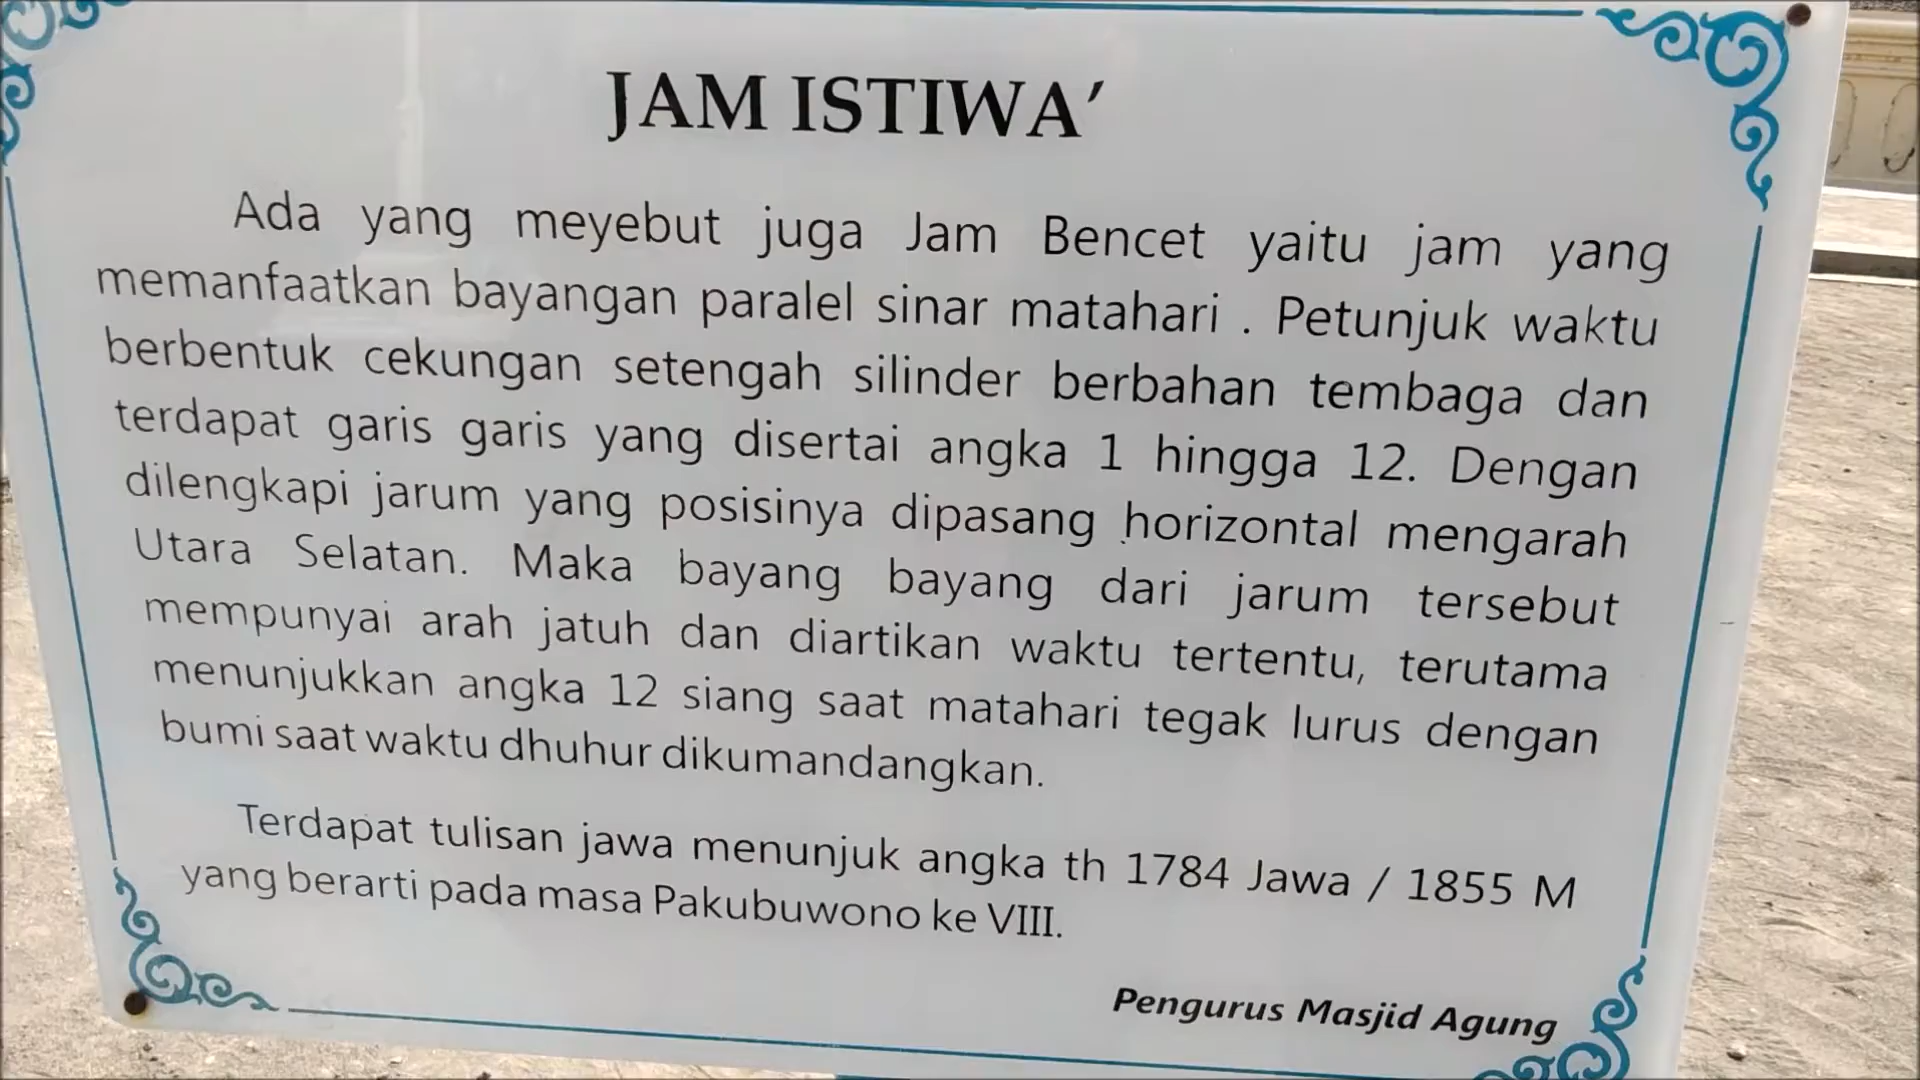 JAM ISTIWA'
Ada yang meyebut juga Jam Bencet yaitu jam yang
memanfaatkan bayangan paralel sinar matahari . Petunjuk waktu
berbentuk cekungan setengah silinder berbahan tembaga dan
terdapat garis garis yang disertai angka 1 hingga 12. Dengan
dilengkapi jarum yang posisinya dipasang horizontal mengarah
Utara Selatan. Maka bayang bayang dari jarum tersebut
mempunyai arah jatuh dan diartikan waktu tertentu, terutama
menunjukkan angka 12 siang saat matahari tegak lurus dengan
bumi saat waktu dhuhur dikumandangkan.
Terdapat tulisan jawa menunjuk angka th 1784 Jawa / 1855 M
yang berarti pada masa Pakubuwono ke VIII.
Pengurus Masjid Agung